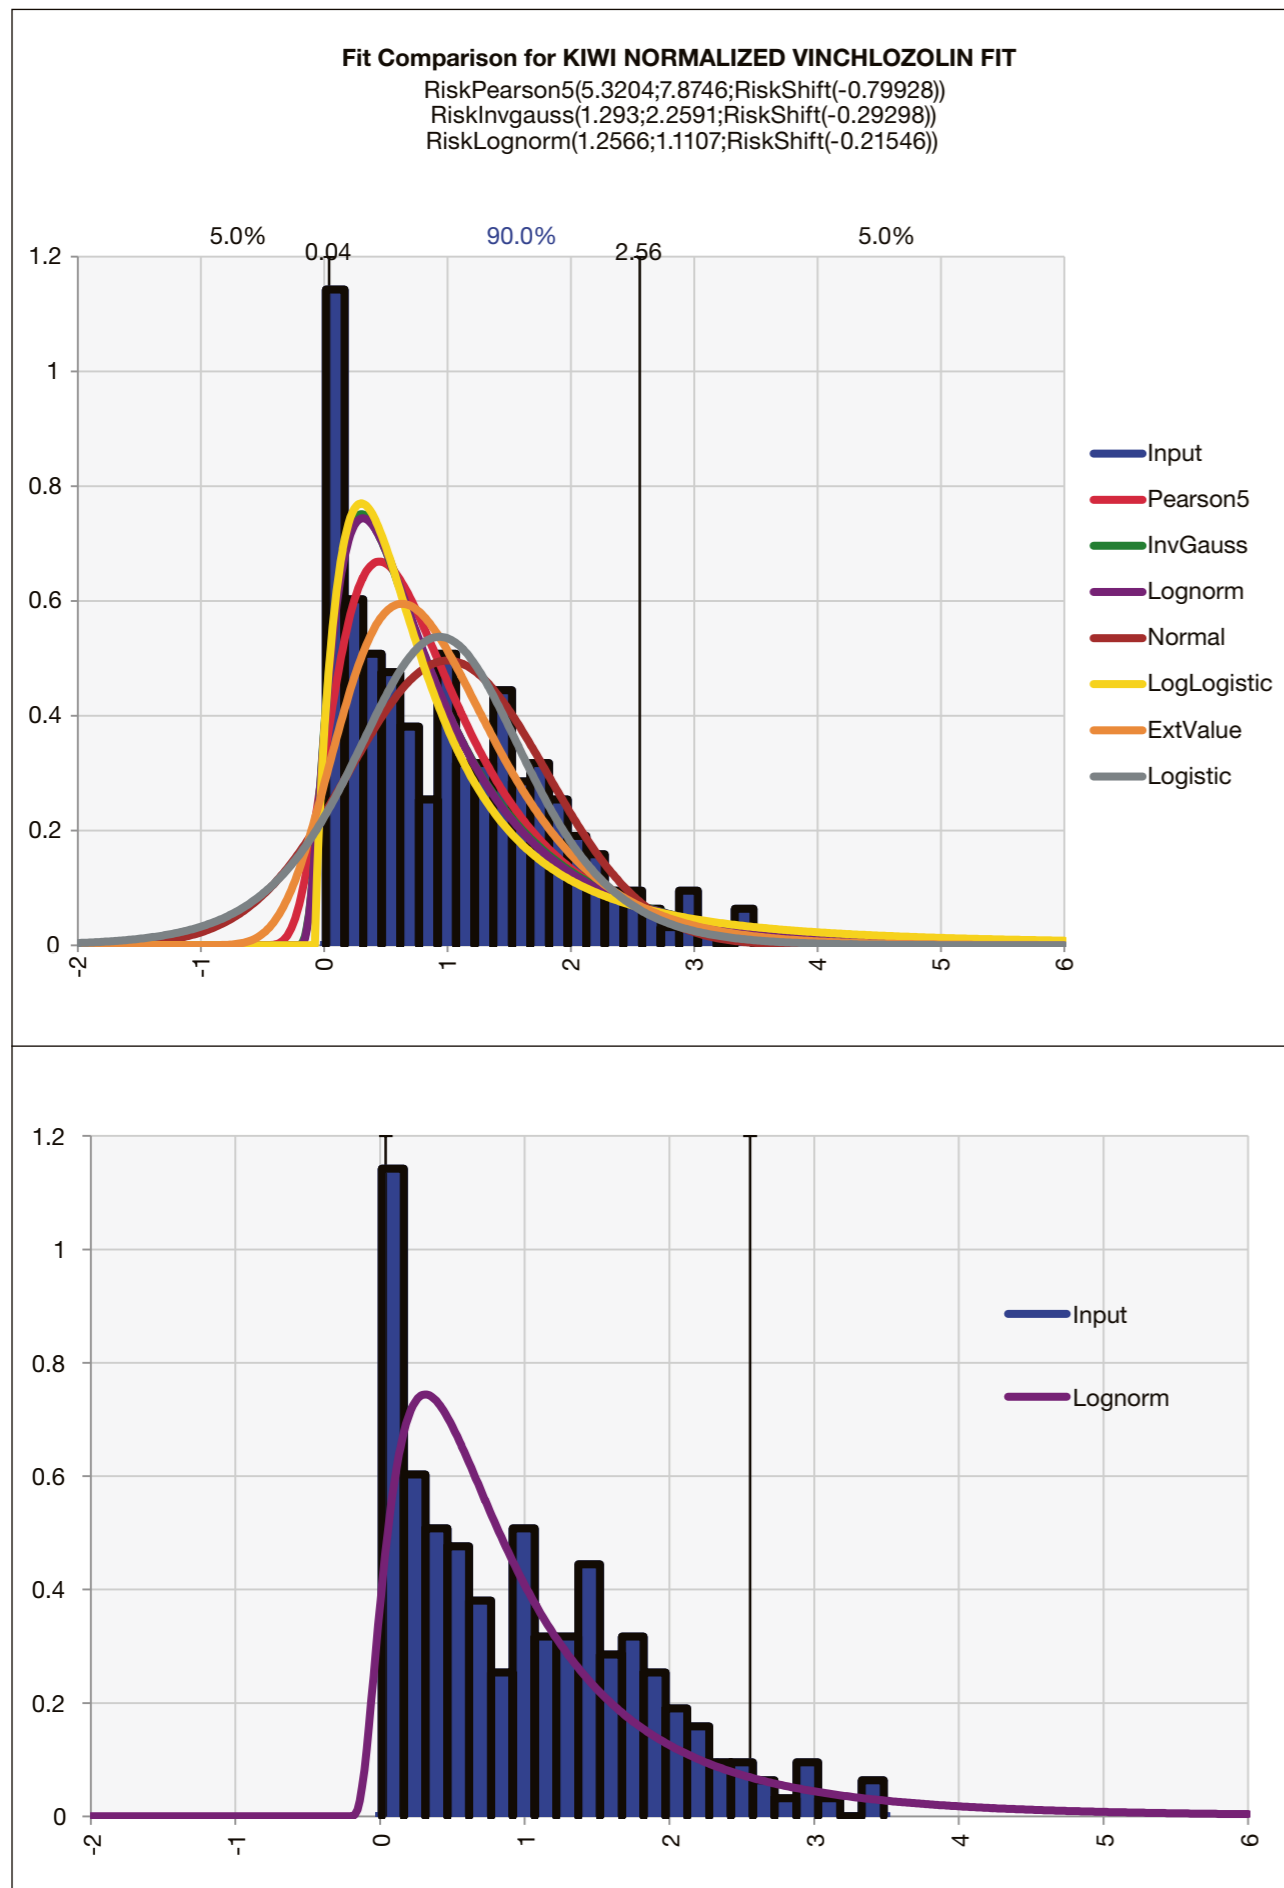 Fit Comparison for KIWI NORMALIZED VINCHLOZOLIN FIT
RiskPearson5(5.3204;7.8746;RiskShift(-0.79928))
RiskInvgauss(1.293;2.2591;RiskShift(-0.29298))
RiskLognorm(1.2566;1.1107;RiskShift(-0.21546))
5.0% 90.0% 5.0%
0.04 2.56
1.2
1
0.8
0.6
0.4
0.2
0
-2 -1 0 1 2 3 4 5 6
Input
Pearson5
InvGauss
Lognorm
Normal
LogLogistic
ExtValue
Logistic
1.2
1
0.8
0.6
0.4
0.2
0
-2 -1 0 1 2 3 4 5 6
Input
Lognorm